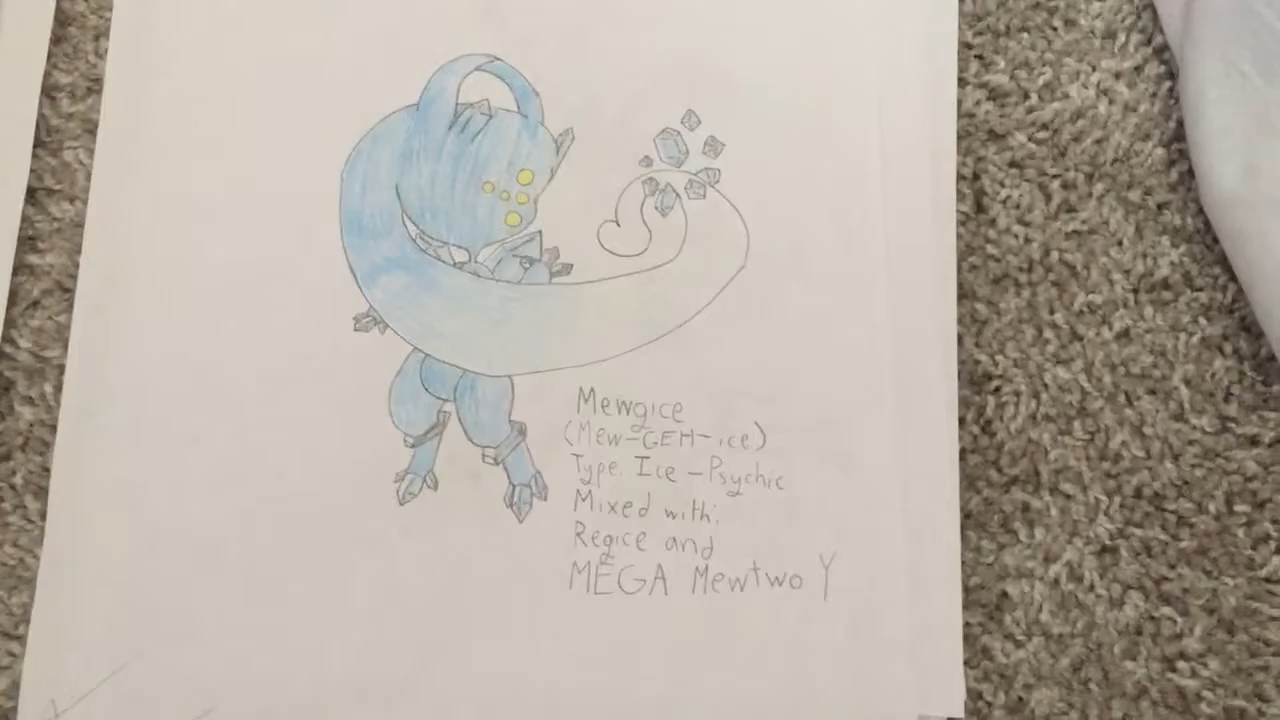 Mewgice
(Mew-GEH-ice)
Type. Ice-Psychic
Mixed with:
Regice and
MEGA Mewtwo Y